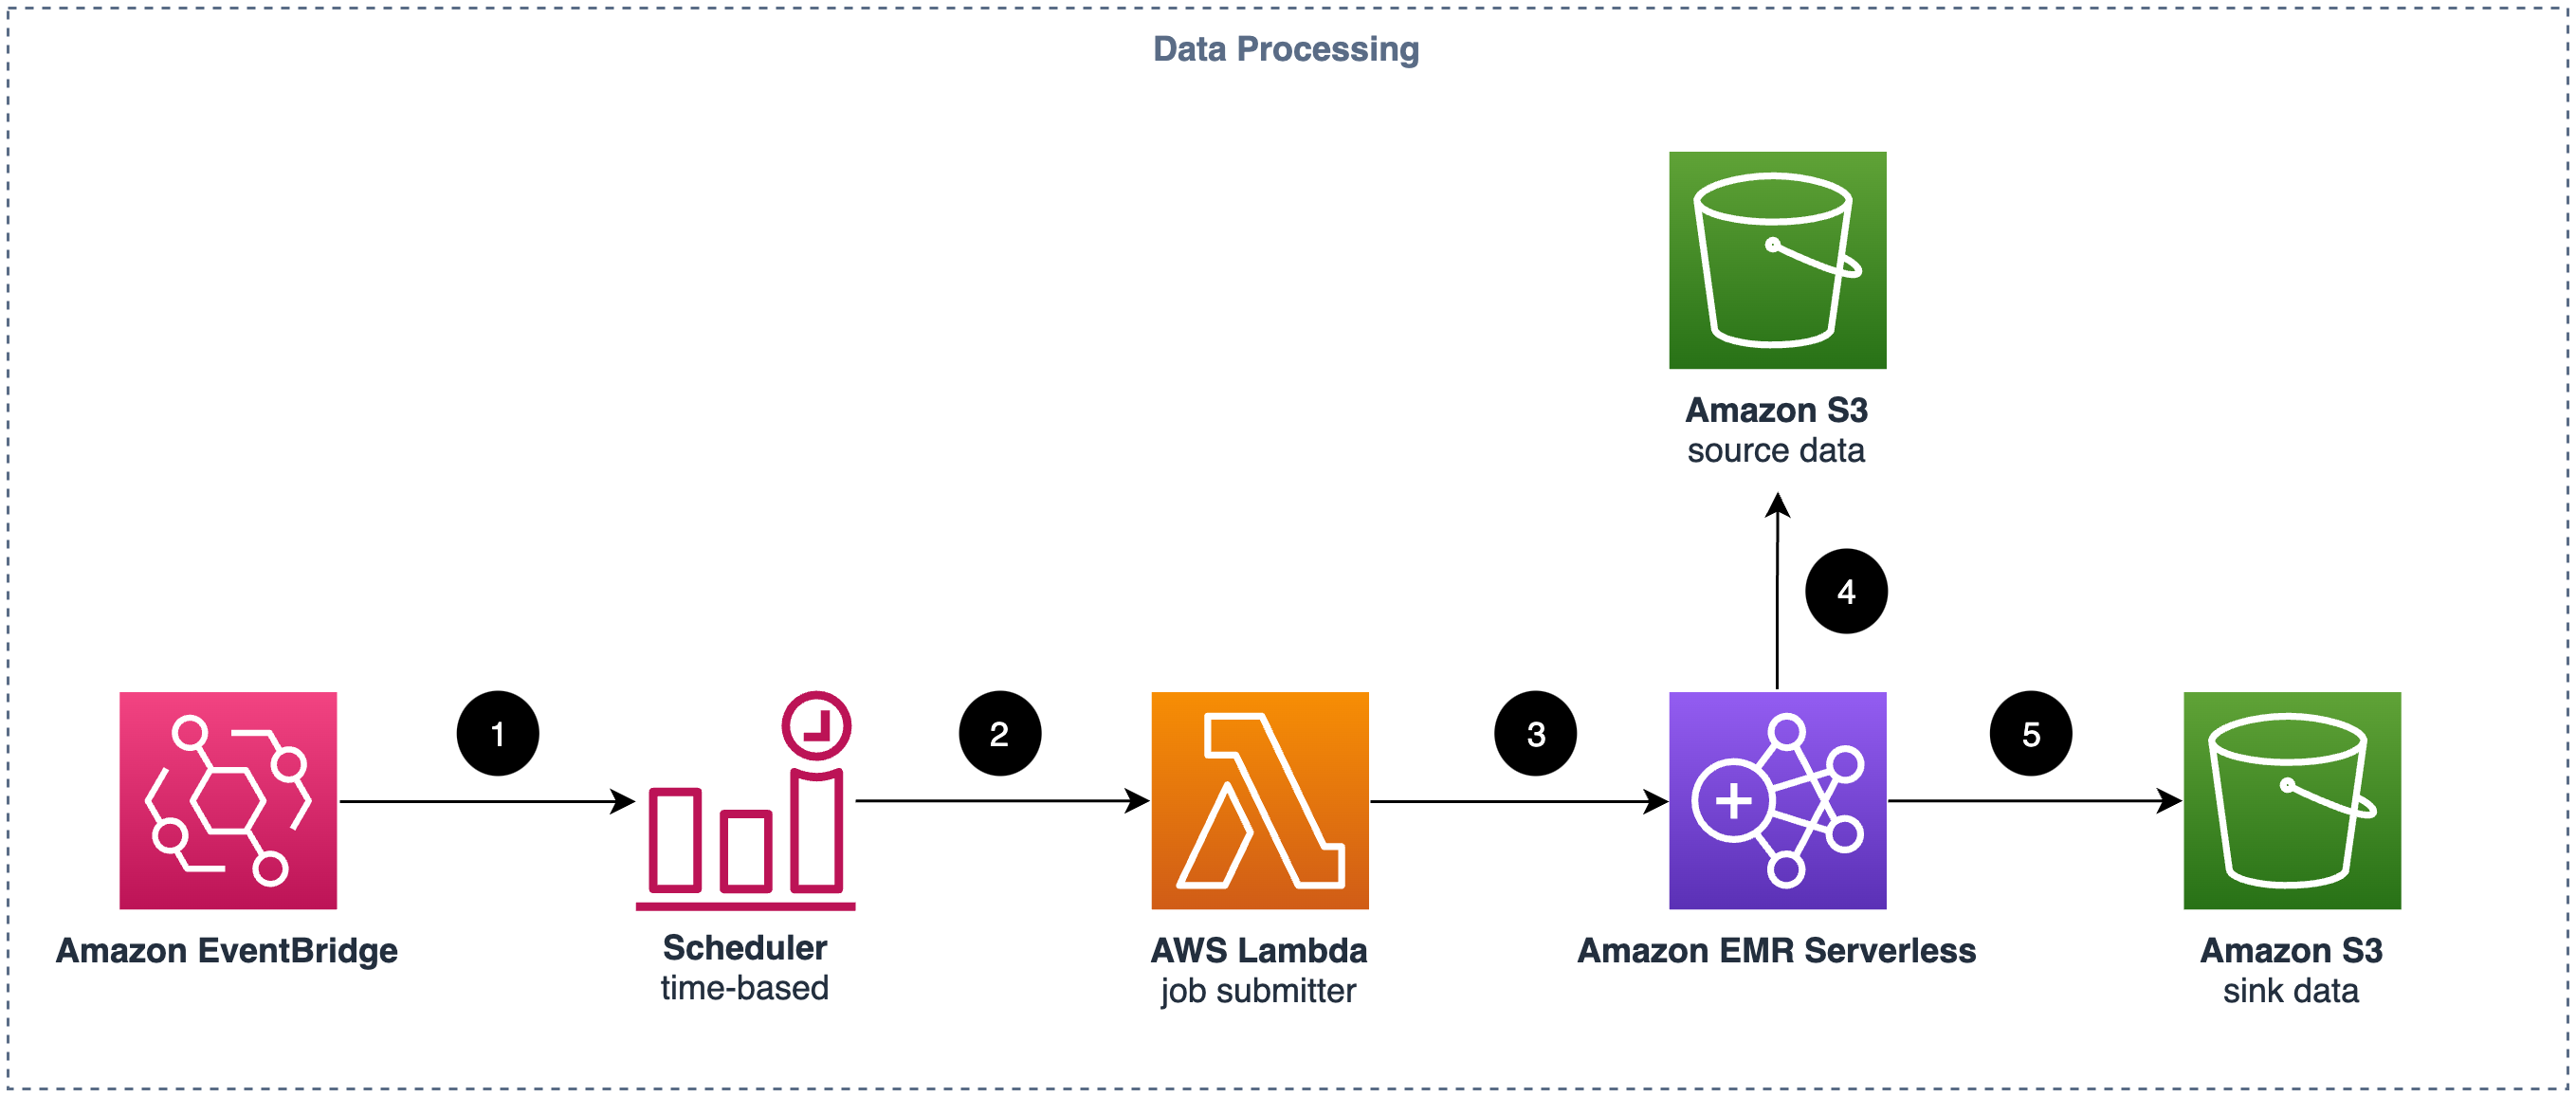 Data Processing
Amazon S3
source data
4
1
2
3
5
Amazon EventBridge
Scheduler
time-based
AWS Lambda
job submitter
Amazon EMR Serverless
Amazon S3
sink data